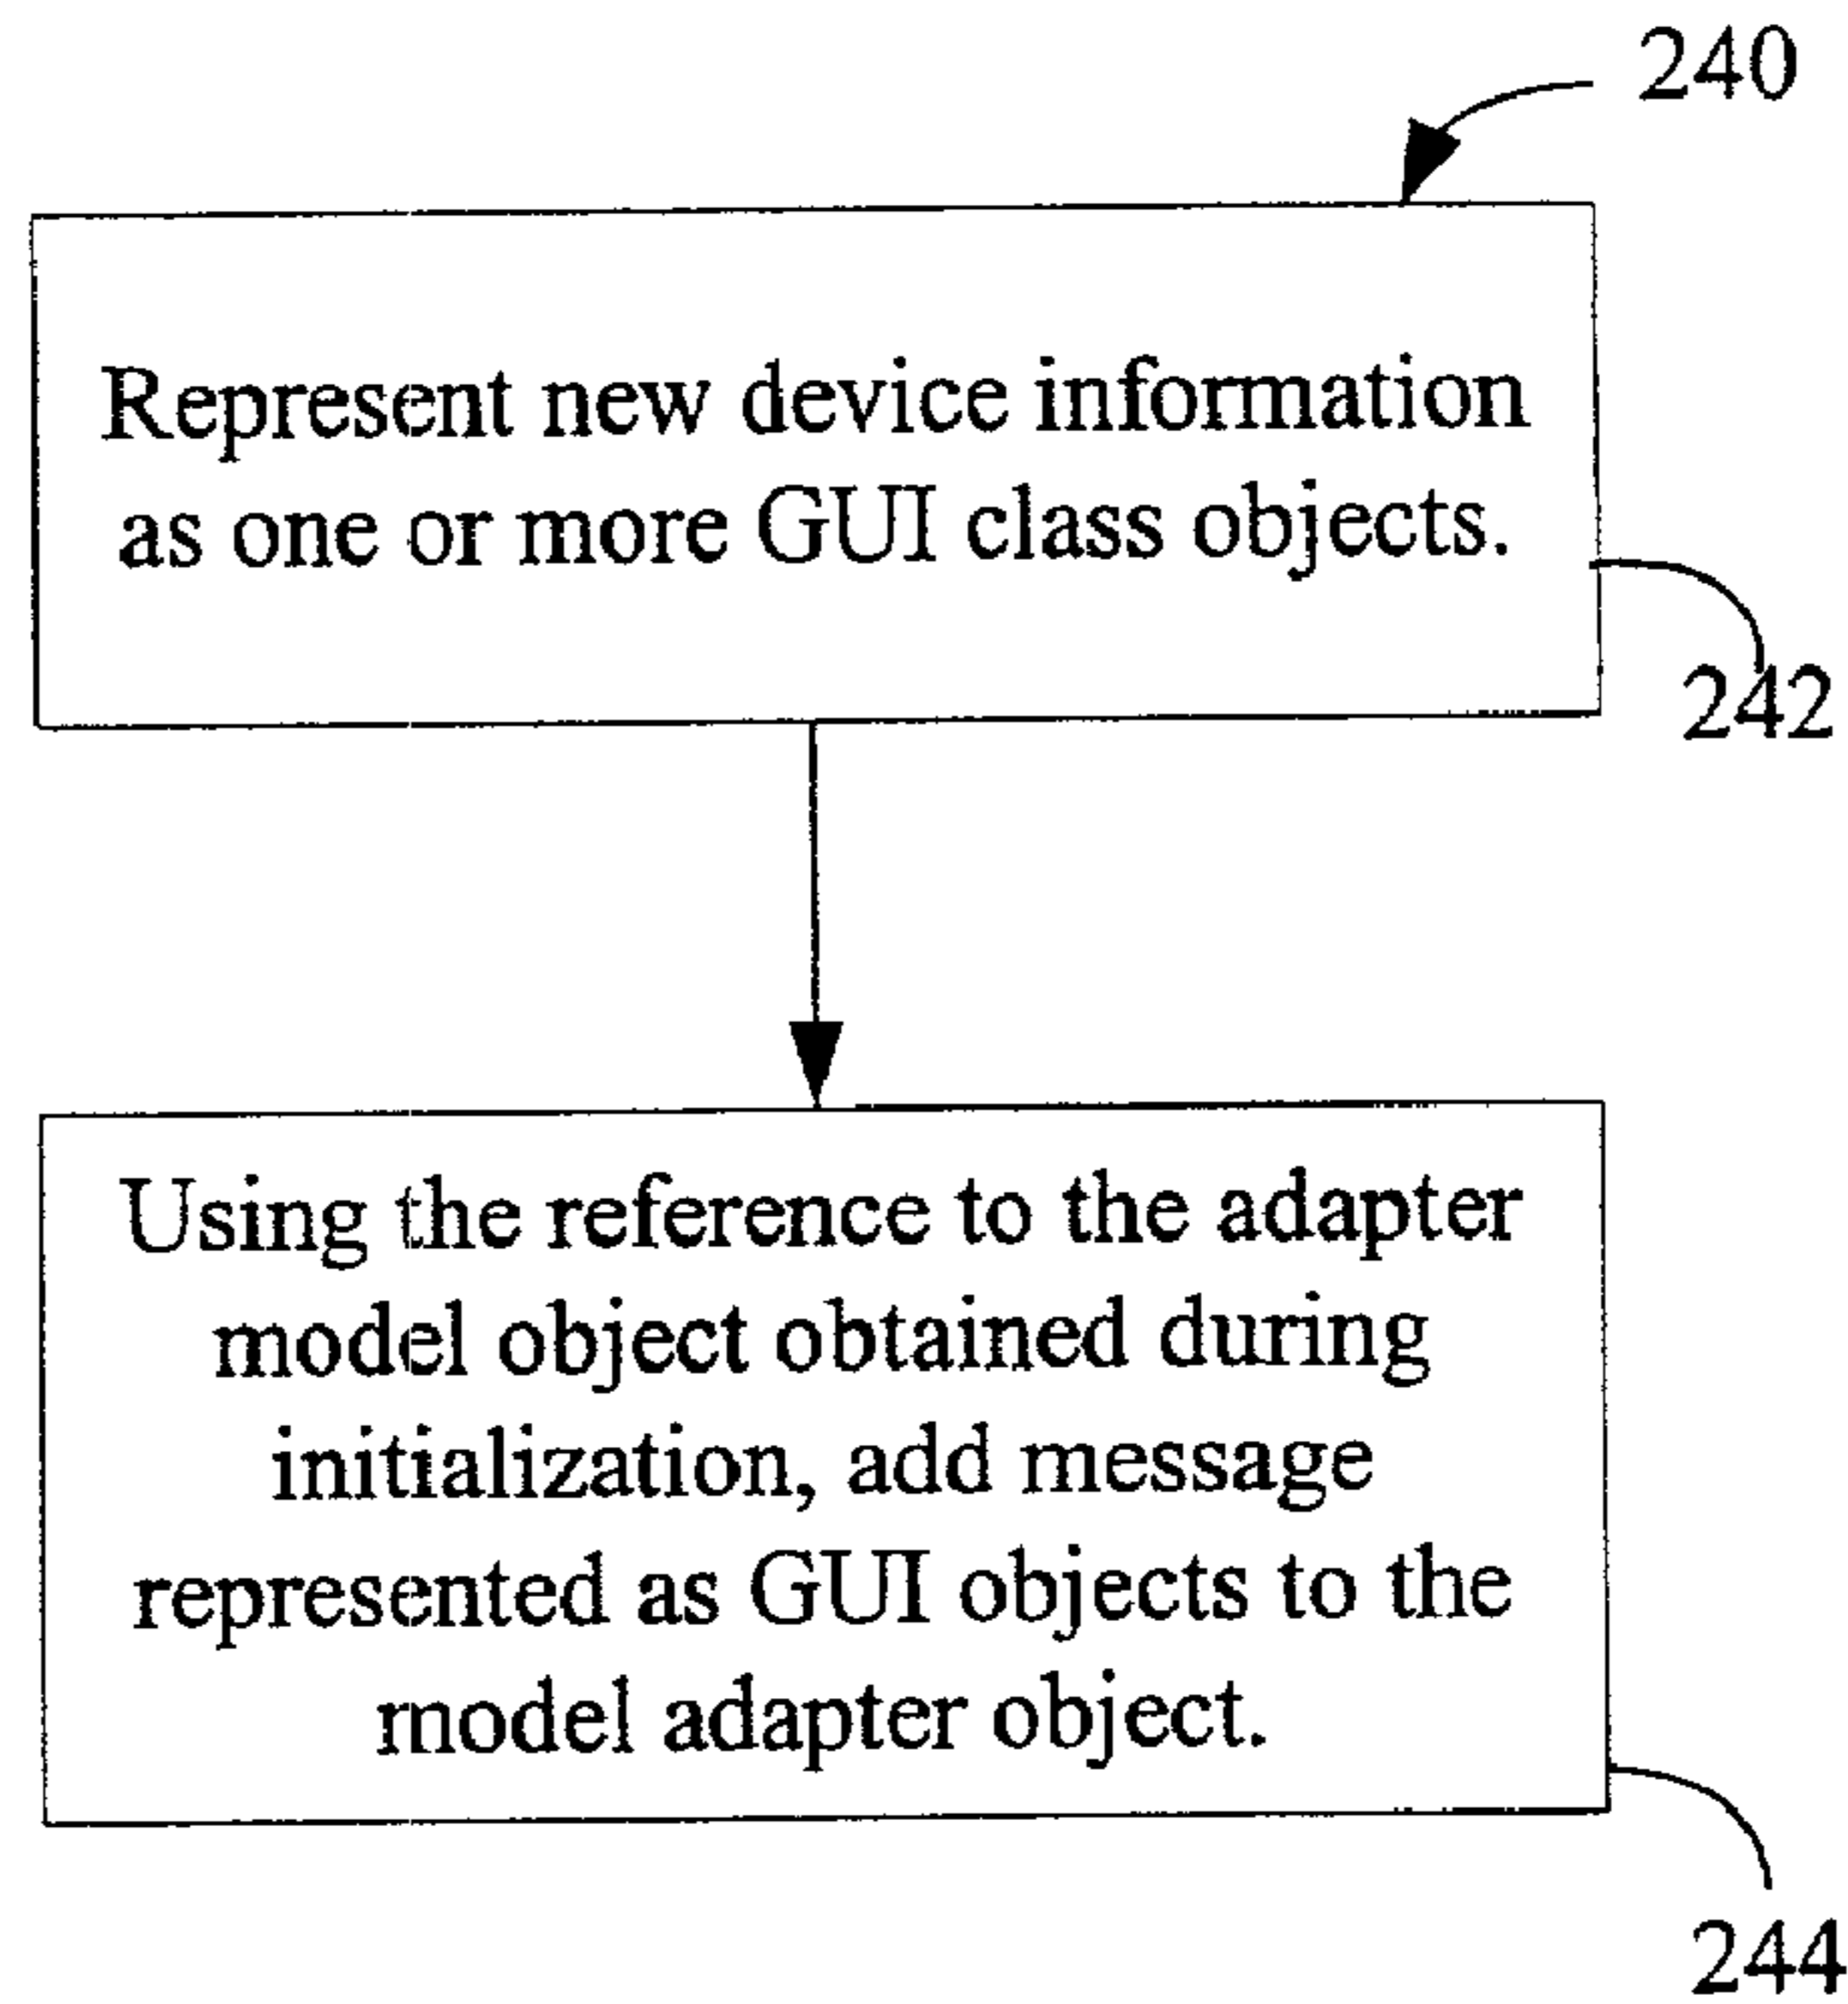 240
Represent new device information
as one or more GUI class objects.
242
Using the reference to the adapter
model object obtained during
initialization, add message
represented as GUI objects to the
model adapter object.
244